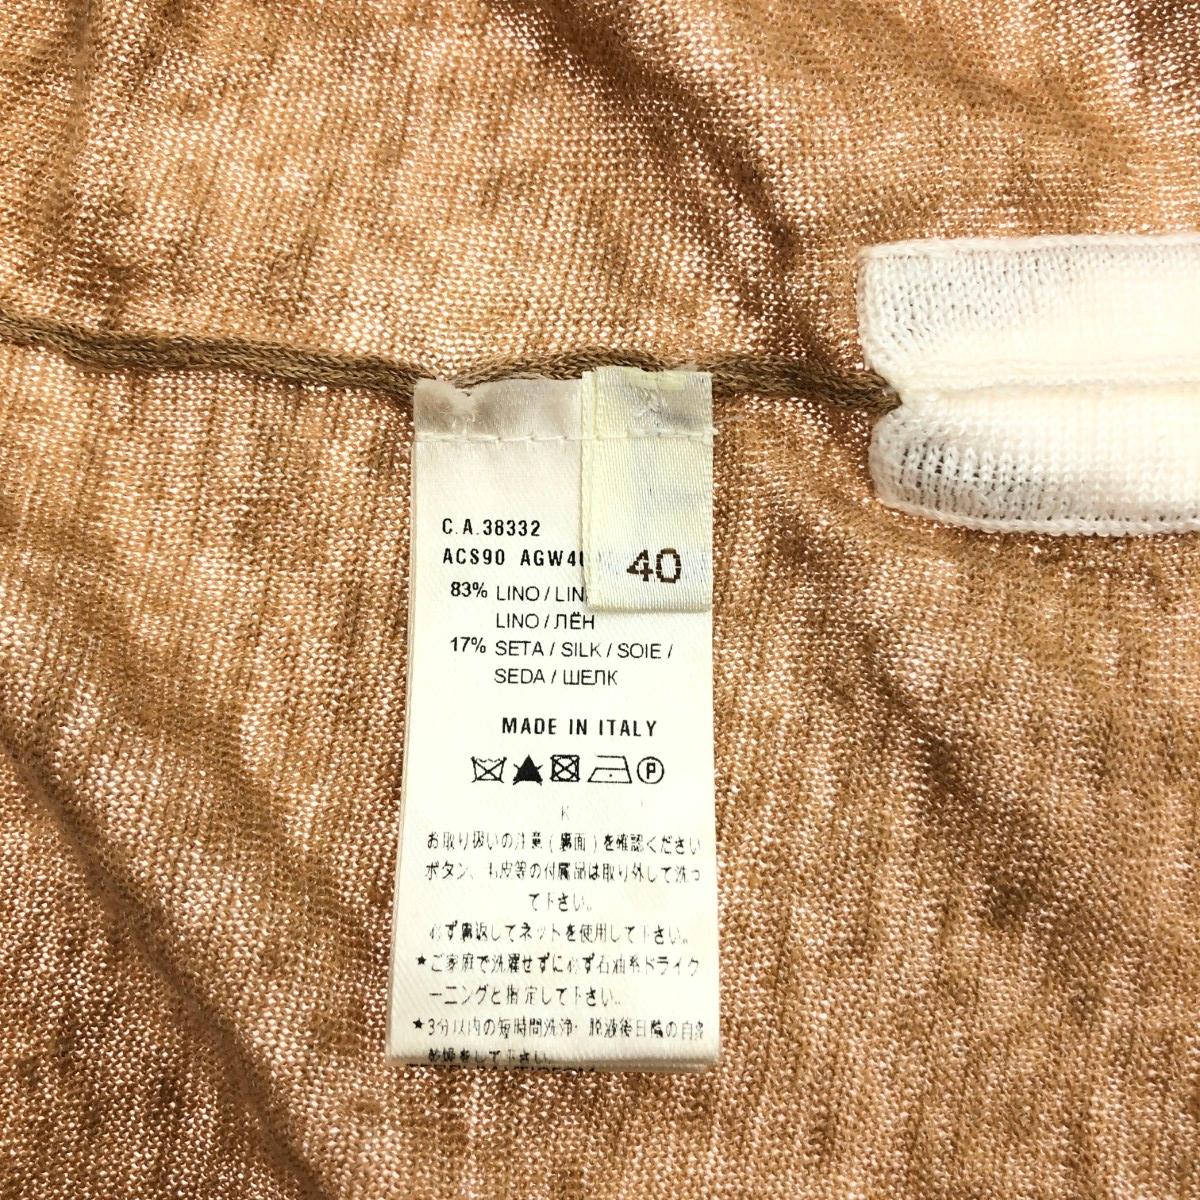 C.A.38332
ACS90 AGW40
40
83% LINO / LIN
LINO / ЛЁН
17% SETA / SILK / SOIE /
SEDA / ШЕЛК
MADE IN ITALY
P
K
お取り扱いの注意(裏面)を確認ください
ボタン、毛皮等の付属品は取り外して洗っ
て下さい。
必ず裏返してネットを使用して下さい。
★ご家庭で洗濯せずに必ず石油系ドライク
ーニングと指定して下さい。
★3分以内の短時間洗浄・脱液後日陰の自然
乾燥をして下さい。